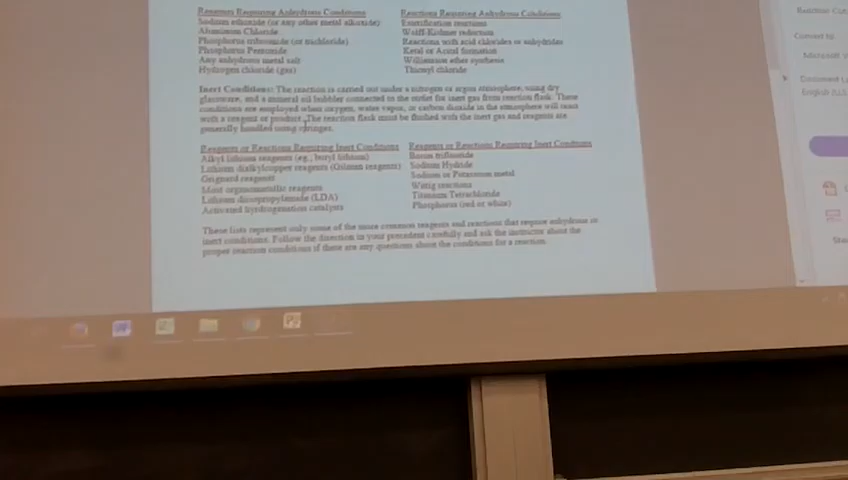 Reagents Requiring Anhydrous Conditions
Reactions Requiring Anhydrous Conditions
Sodium ethoxide (or any other metal alkoxide)
Esterification reactions
Aluminum Chloride
Wolff-Kishner reduction
Phosphorus tribromide (or trichloride)
Reactions with acid chlorides or anhydrides
Phosphorus Pentoxide
Ketal or Acetal formation
Any anhydrous metal salt
Williamson ether synthesis
Hydrogen chloride (gas)
Thionyl chloride
Inert Conditions: The reaction is carried out under a nitrogen or argon atmosphere, using dry
glassware, and a mineral oil bubbler connected to the outlet for inert gas from reaction flask. These
conditions are employed when oxygen, water vapor, or carbon dioxide in the atmosphere will react
with a reagent or product. The reaction flask must be flushed with the inert gas and reagents are
generally handled using syringes.
Reagents or Reactions Requiring Inert Conditions
Reagents or Reactions Requiring Inert Conditions
Alkyl lithium reagents (eg., butyl lithium)
Boron trifluoride
Lithium dialkylcopper reagents (Gilman reagents)
Sodium Hydride
Grignard reagents
Sodium or Potassium metal
Most organometallic reagents
Wittig reactions
Lithium diisopropylamide (LDA)
Titanium Tetrachloride
Activated hydrogenation catalysts
Phosphorus (red or white)
These lists represent only some of the more common reagents and reactions that require anhydrous or
inert conditions. Follow the direction in your precedent carefully and ask the instructor about the
proper reaction conditions if there are any questions about the conditions for a reaction.
Convert to
Microsoft
Document L
English (U.S.